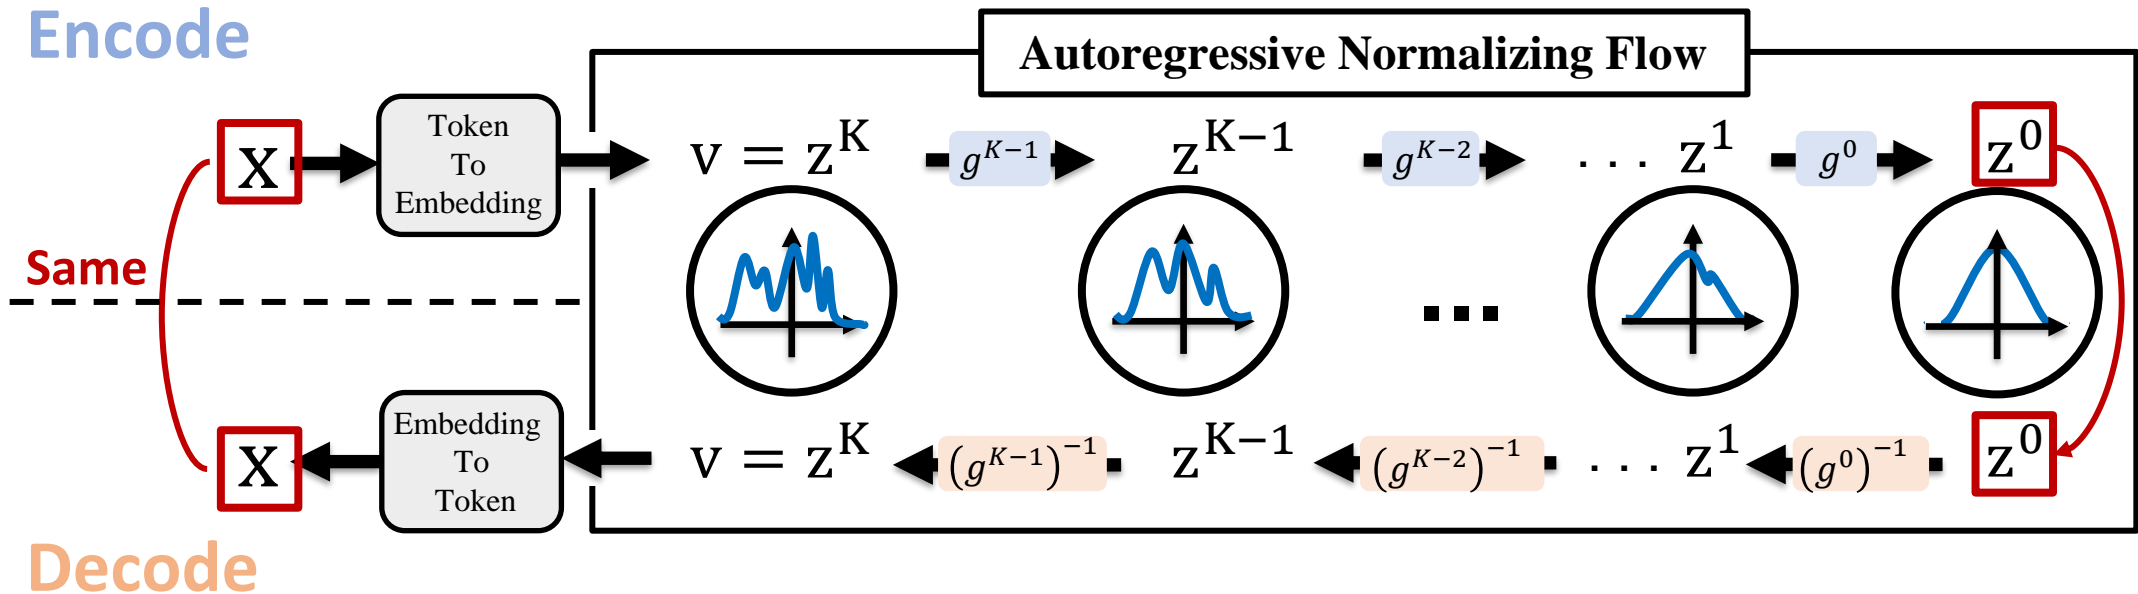 Encode
Autoregressive Normalizing Flow
x
Token
To
Embedding
v = z^K
g^{K−1}
z^{K−1}
g^{K−2}
. . . z^1
g^0
z^0
Same
...
x
Embedding
To
Token
v = z^K
(g^{K−1})^{−1}
z^{K−1}
(g^{K−2})^{−1}
. . . z^1
(g^0)^{−1}
z^0
Decode